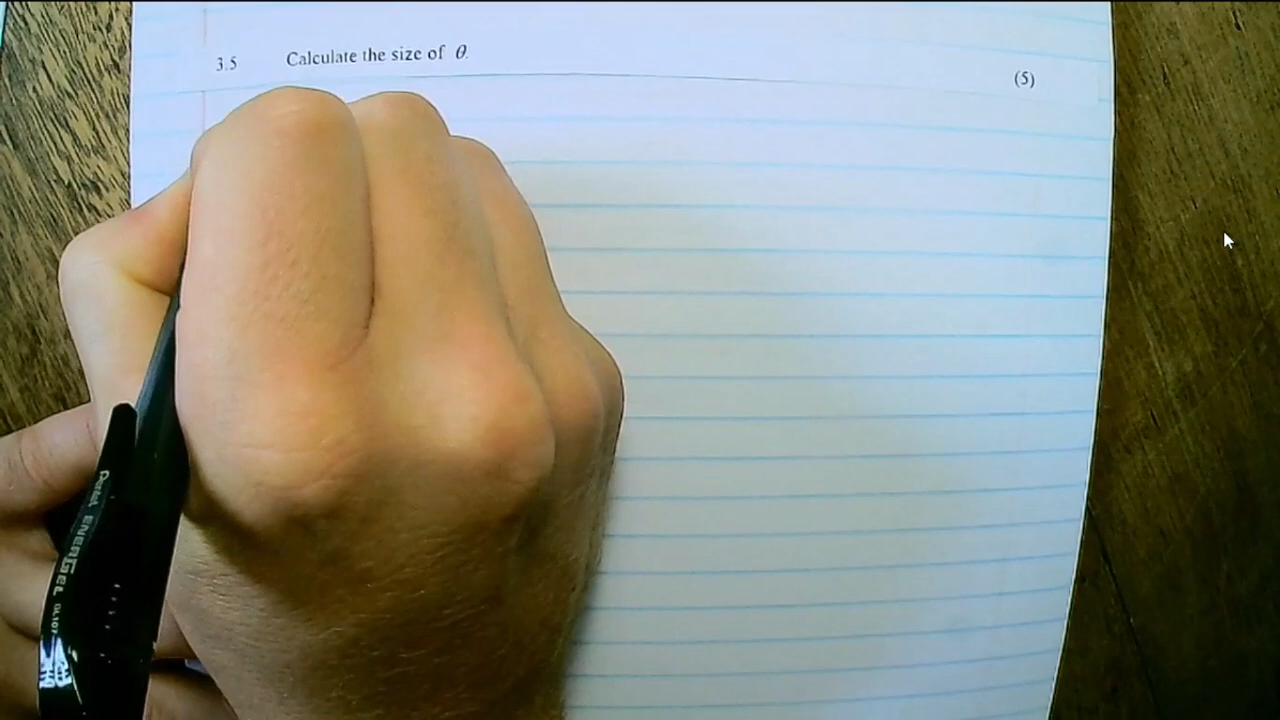 3.5 Calculate the size of θ.
(5)
Pentel ENERGEL